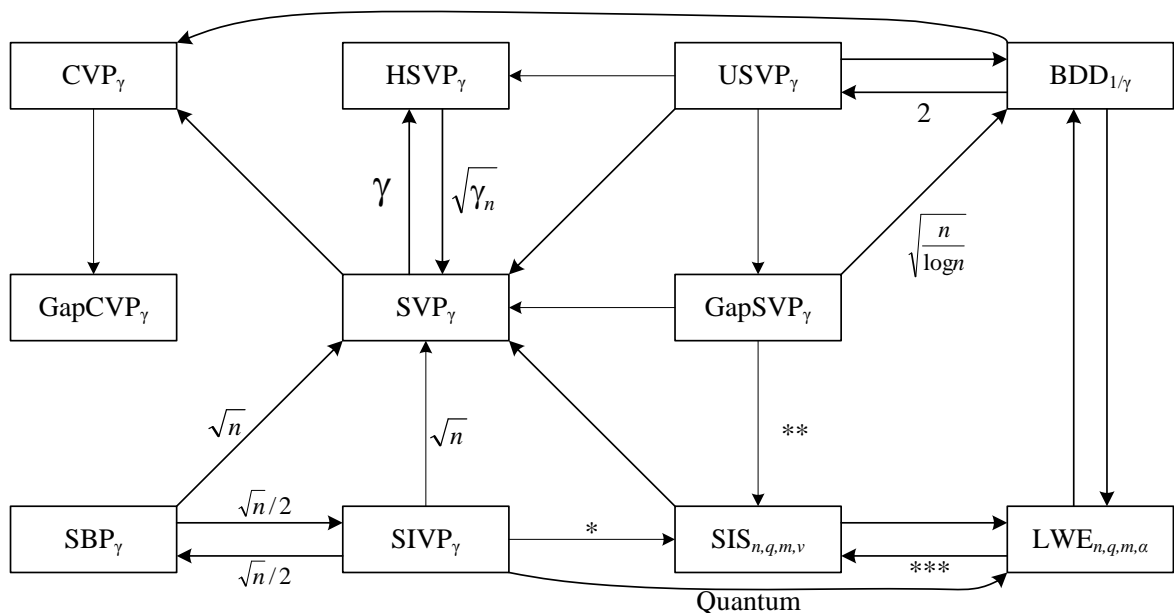 CVPγ
HSVPγ
USVPγ
BDD1/γ
2
γ
√γn
√n/logn
GapCVPγ
SVPγ
GapSVPγ
√n
√n
**
√n/2
SBPγ
SIVPγ
*
SISn,q,m,ν
LWEn,q,m,α
√n/2
***
Quantum